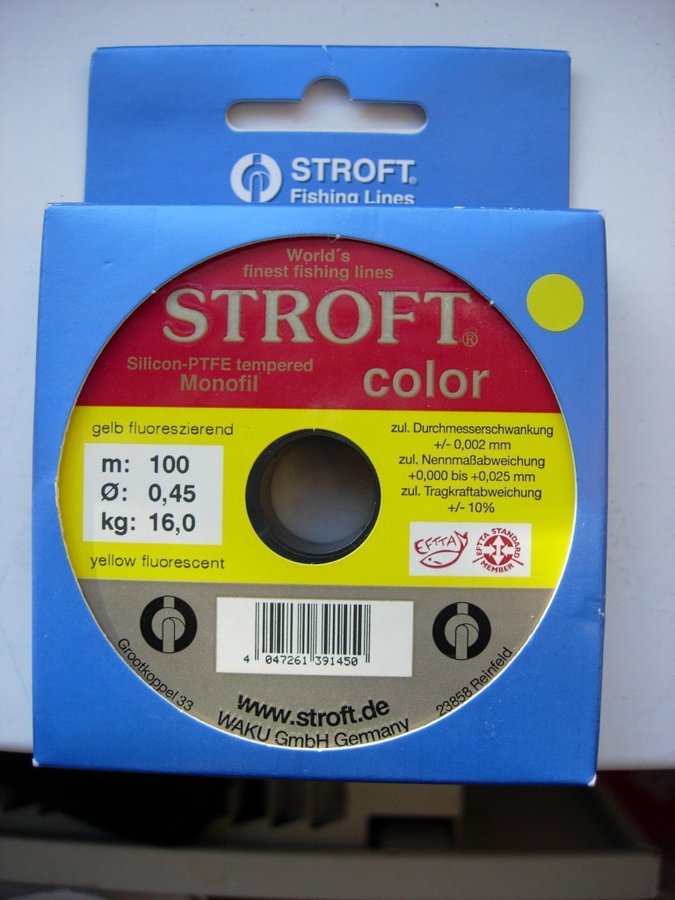 STROFT®
Fishing Lines
World´s
finest fishing lines
STROFT®
Silicon-PTFE tempered
Monofil
color
gelb fluoreszierend
m: 100
Ø: 0,45
kg: 16,0
yellow fluorescent
zul. Durchmesserschwankung
+/- 0,002 mm
zul. Nennmaßabweichung
+0,000 bis +0,025 mm
zul. Tragkraftabweichung
+/- 10%
EFTTA
EFTTA STANDARD
MEMBER
4 047261 391450
Grootkoppel 33
www.stroft.de
WAKU GmbH Germany
23858 Reinfeld